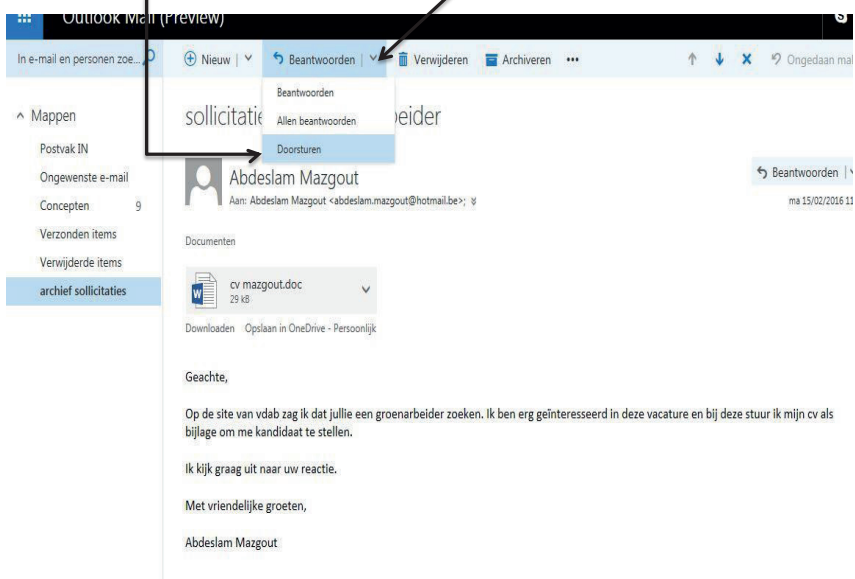 Outlook Mail (Preview)
In e-mail en personen zoe...
Nieuw
Beantwoorden
Verwijderen
Archiveren
Ongedaan mal
Beantwoorden
Allen beantwoorden
Doorsturen
Mappen
Postvak IN
Ongewenste e-mail
Concepten 9
Verzonden items
Verwijderde items
archief sollicitaties
sollicitatie eider
Abdeslam Mazgout
Aan: Abdeslam Mazgout <abdeslam.mazgout@hotmail.be>;
Beantwoorden
ma 15/02/2016 11
Documenten
cv mazgout.doc
29 kB
Downloaden Opslaan in OneDrive - Persoonlijk
Geachte,
Op de site van vdab zag ik dat jullie een groenarbeider zoeken. Ik ben erg geïnteresseerd in deze vacature en bij deze stuur ik mijn cv als
bijlage om me kandidaat te stellen.
Ik kijk graag uit naar uw reactie.
Met vriendelijke groeten,
Abdeslam Mazgout